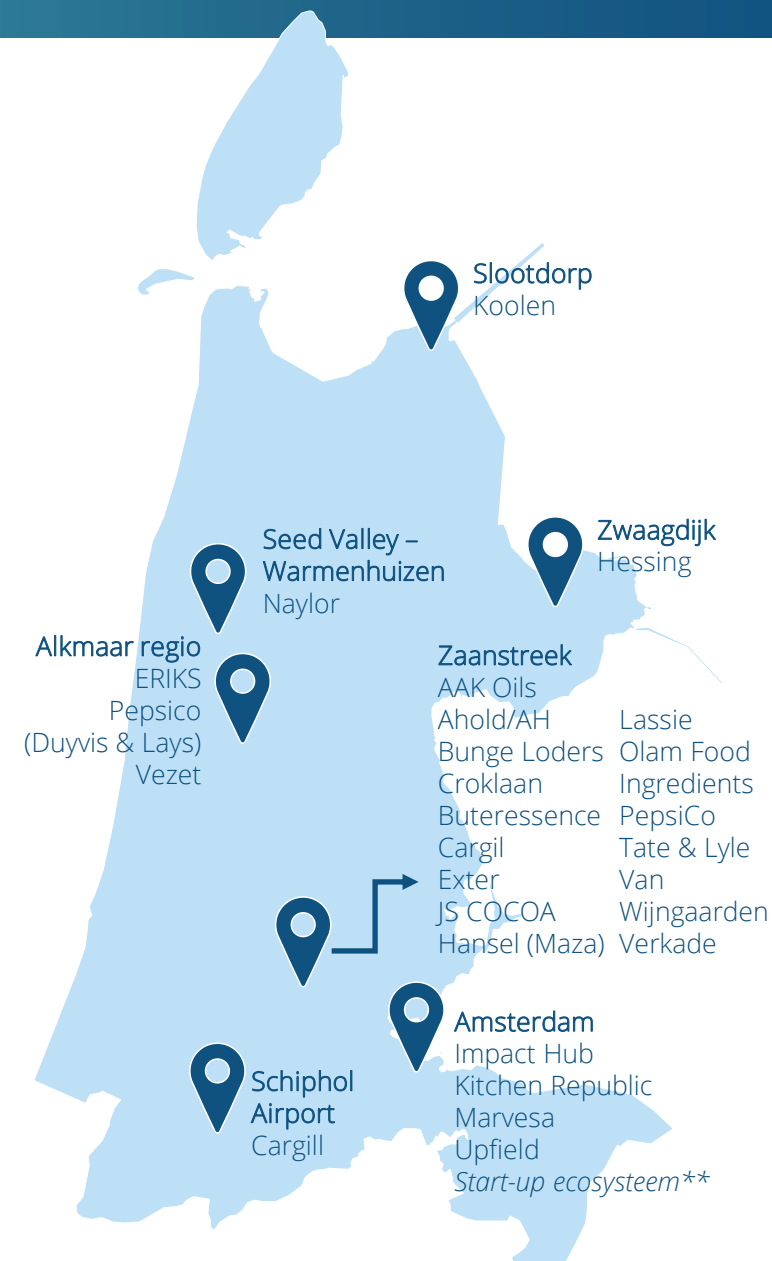 Slootdorp
Koolen
Seed Valley –
Warmenhuizen
Naylor
Zwaagdijk
Hessing
Alkmaar regio
ERIKS
Pepsico
(Duyvis & Lays)
Vezet
Zaanstreek
AAK Oils
Ahold/AH
Bunge Loders
Croklaan
Buteressence
Cargil
Exter
JS COCOA
Hansel (Maza)
Lassie
Olam Food
Ingredients
PepsiCo
Tate & Lyle
Van
Wijngaarden
Verkade
Amsterdam
Impact Hub
Kitchen Republic
Marvesa
Upfield
Start-up ecosysteem**
Schiphol
Airport
Cargill